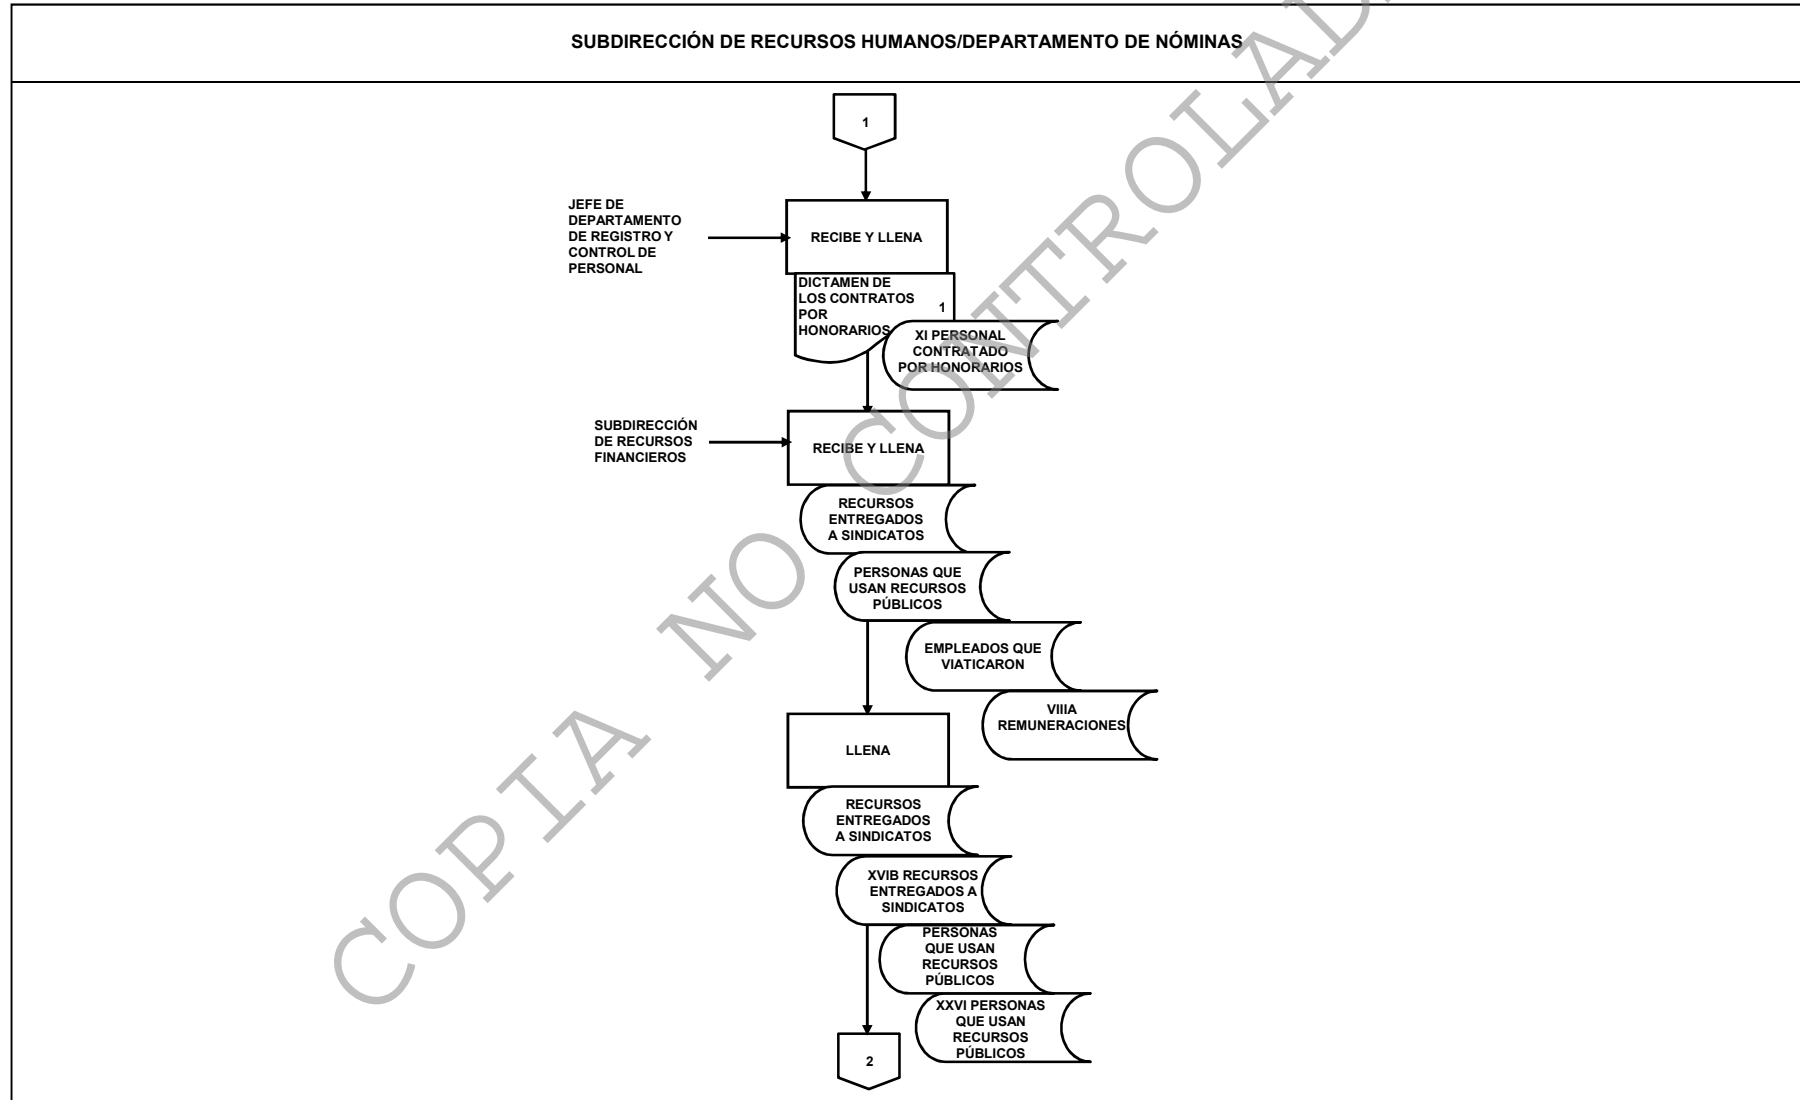 SUBDIRECCIÓN DE RECURSOS HUMANOS/DEPARTAMENTO DE NÓMINAS
1
JEFE DE
DEPARTAMENTO
DE REGISTRO Y
CONTROL DE
PERSONAL
RECIBE Y LLENA
DICTAMEN DE
LOS CONTRATOS
POR
HONORARIOS
1
XI PERSONAL
CONTRATADO
POR HONORARIOS
SUBDIRECCIÓN
DE RECURSOS
FINANCIEROS
RECIBE Y LLENA
RECURSOS
ENTREGADOS
A SINDICATOS
PERSONAS QUE
USAN RECURSOS
PÚBLICOS
EMPLEADOS QUE
VIATICARON
VIIIA
REMUNERACIONES
LLENA
RECURSOS
ENTREGADOS
A SINDICATOS
XVIB RECURSOS
ENTREGADOS A
SINDICATOS
PERSONAS
QUE USAN
RECURSOS
PÚBLICOS
XXVI PERSONAS
QUE USAN
RECURSOS
PÚBLICOS
2
COPIA NO CONTROLAD